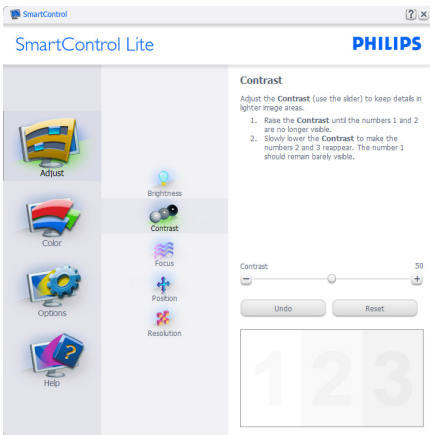 SmartControl
?
SmartControl Lite
PHILIPS
Adjust
Color
Options
Help
Brightness
Contrast
Focus
Position
Resolution
Contrast
Adjust the Contrast (use the slider) to keep details in
lighter image areas.
1. Raise the Contrast until the numbers 1 and 2
are no longer visible.
2. Slowly lower the Contrast to make the
numbers 2 and 3 reappear. The number 1
should remain barely visible.
Contrast 50
Undo Reset
1 2 3